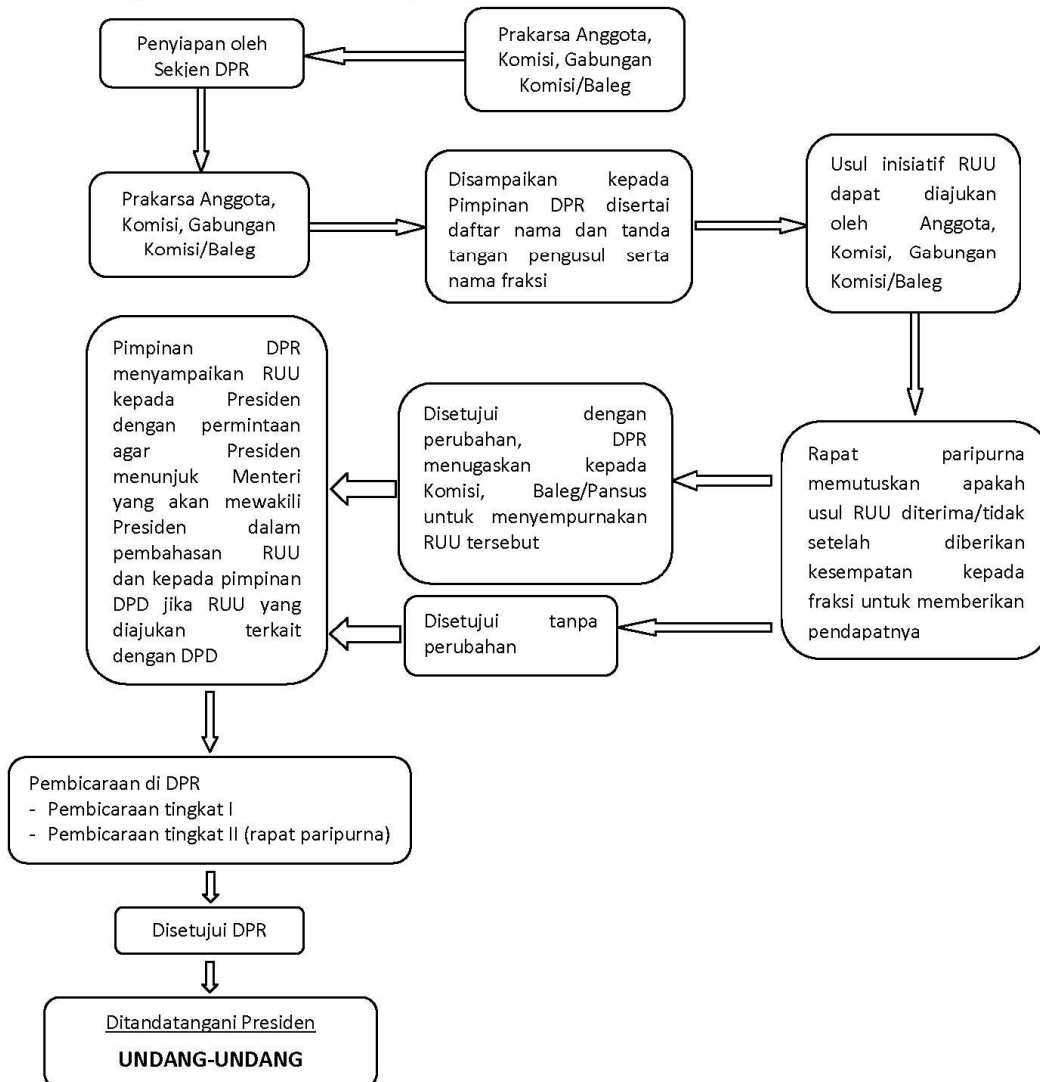 Prakarsa Anggota,
Komisi, Gabungan
Komisi/Baleg
Penyiapan oleh
Sekjen DPR
Prakarsa Anggota,
Komisi, Gabungan
Komisi/Baleg
Disampaikan kepada
Pimpinan DPR disertai
daftar nama dan tanda
tangan pengusul serta
nama fraksi
Usul inisiatif RUU
dapat diajukan
oleh Anggota,
Komisi, Gabungan
Komisi/Baleg
Rapat paripurna
memutuskan apakah
usul RUU diterima/tidak
setelah diberikan
kesempatan kepada
fraksi untuk memberikan
pendapatnya
Disetujui dengan
perubahan, DPR
menugaskan kepada
Komisi, Baleg/Pansus
untuk menyempurnakan
RUU tersebut
Disetujui tanpa
perubahan
Pimpinan DPR
menyampaikan RUU
kepada Presiden
dengan permintaan
agar Presiden
menunjuk Menteri
yang akan mewakili
Presiden dalam
pembahasan RUU
dan kepada pimpinan
DPD jika RUU yang
diajukan terkait
dengan DPD
Pembicaraan di DPR
- Pembicaraan tingkat I
- Pembicaraan tingkat II (rapat paripurna)
Disetujui DPR
Ditandatangani Presiden
UNDANG-UNDANG